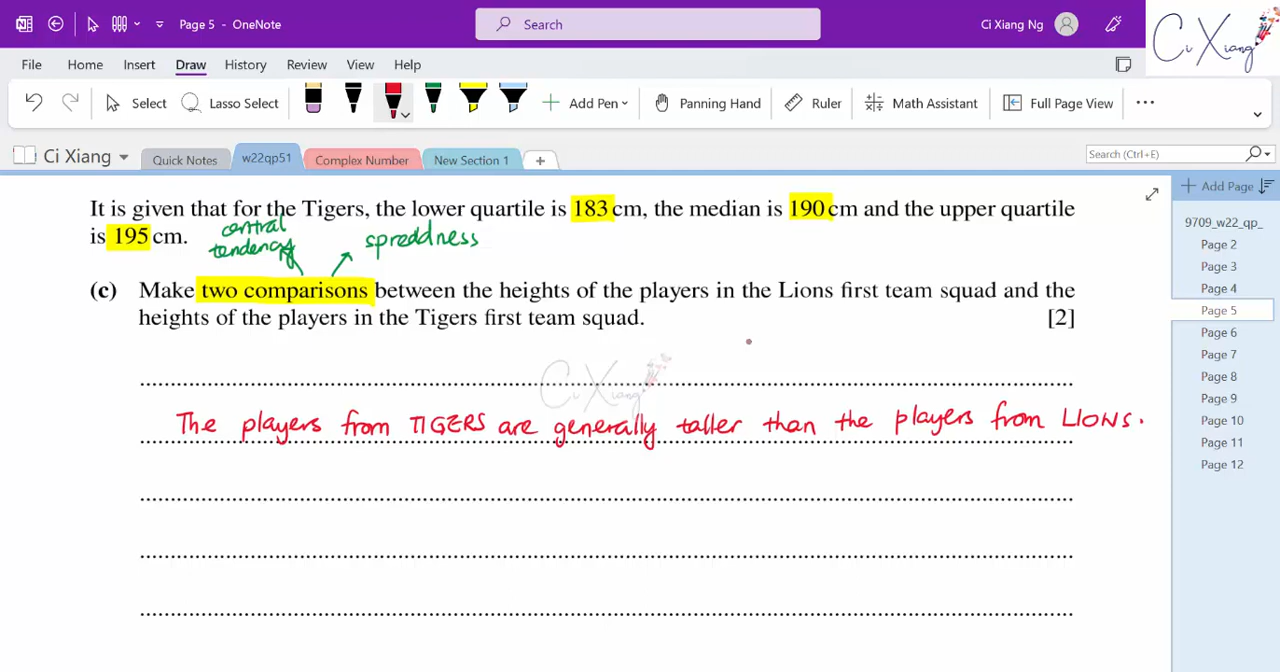 Page 5 - OneNote
Search
Ci Xiang Ng
Ci Xiang
File Home Insert Draw History Review View Help
Select Lasso Select Add Pen Panning Hand Ruler Math Assistant Full Page View
Ci Xiang Quick Notes w22qp51 Complex Number New Section 1 Search (Ctrl+E)
It is given that for the Tigers, the lower quartile is 183 cm, the median is 190 cm and the upper quartile
is 195 cm.
central
tendency
spreddness
(c) Make two comparisons between the heights of the players in the Lions first team squad and the
heights of the players in the Tigers first team squad. [2]
Ci Xiang
The players from TIGERS are generally taller than the players from LIONS.
Add Page
9709_w22_qp_
Page 2
Page 3
Page 4
Page 5
Page 6
Page 7
Page 8
Page 9
Page 10
Page 11
Page 12